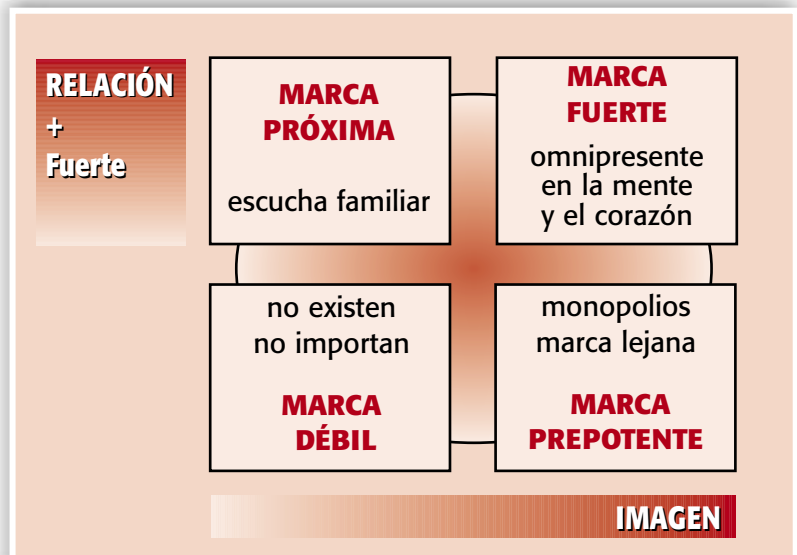 RELACIÓN
+
Fuerte
MARCA
PRÓXIMA
escucha familiar
MARCA
FUERTE
omnipresente
en la mente
y el corazón
no existen
no importan
MARCA
DÉBIL
monopolios
marca lejana
MARCA
PREPOTENTE
IMAGEN